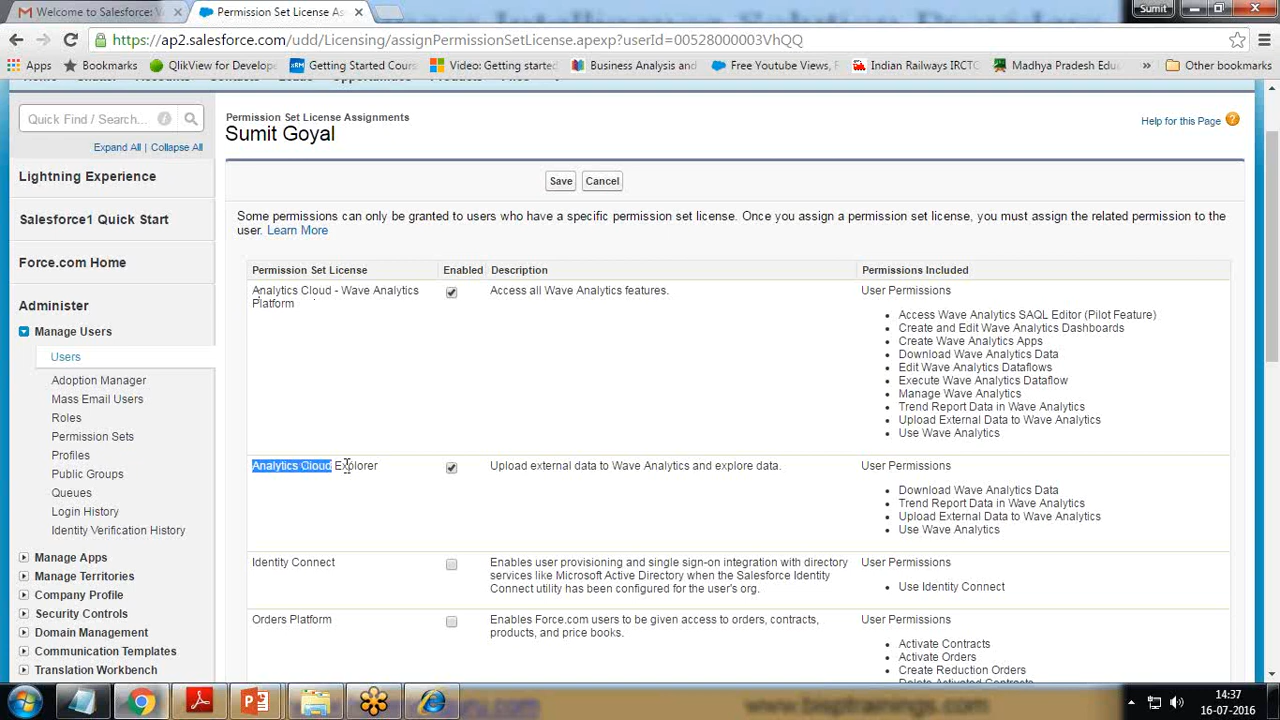 Sumit
Welcome to Salesforce: V
Permission Set License Ass
https://ap2.salesforce.com/udd/Licensing/assignPermissionSetLicense.apexp?userId=00528000003VhQQ
Apps
Bookmarks
QlikView for Develope
Getting Started Cours
Video: Getting starte
Business Analysis and
Free Youtube Views, F
Indian Railways IRCTC
Madhya Pradesh Edu
»
Other bookmarks
Quick Find / Search...
Expand All | Collapse All
Lightning Experience
Salesforce1 Quick Start
Force.com Home
Administer
Manage Users
Users
Adoption Manager
Mass Email Users
Roles
Permission Sets
Profiles
Public Groups
Queues
Login History
Identity Verification History
Manage Apps
Manage Territories
Company Profile
Security Controls
Domain Management
Communication Templates
Translation Workbench
Permission Set License Assignments
Sumit Goyal
Help for this Page
Save
Cancel
Some permissions can only be granted to users who have a specific permission set license. Once you assign a permission set license, you must assign the related permission to the
user. Learn More
Permission Set License
Enabled
Description
Permissions Included
Analytics Cloud - Wave Analytics
Platform
Access all Wave Analytics features.
User Permissions
Access Wave Analytics SAQL Editor (Pilot Feature)
Create and Edit Wave Analytics Dashboards
Create Wave Analytics Apps
Download Wave Analytics Data
Edit Wave Analytics Dataflows
Execute Wave Analytics Dataflow
Manage Wave Analytics
Trend Report Data in Wave Analytics
Upload External Data to Wave Analytics
Use Wave Analytics
Analytics Cloud Explorer
Upload external data to Wave Analytics and explore data.
User Permissions
Download Wave Analytics Data
Trend Report Data in Wave Analytics
Upload External Data to Wave Analytics
Use Wave Analytics
Identity Connect
Enables user provisioning and single sign-on integration with directory
services like Microsoft Active Directory when the Salesforce Identity
Connect utility has been configured for the user's org.
User Permissions
Use Identity Connect
Orders Platform
Enables Force.com users to be given access to orders, contracts,
products, and price books.
User Permissions
Activate Contracts
Activate Orders
Create Reduction Orders
14:37
16-07-2016